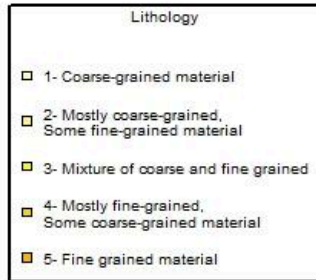 Lithology
1- Coarse-grained material
2- Mostly coarse-grained,
Some fine-grained material
3- Mixture of coarse and fine grained
4- Mostly fine-grained,
Some coarse-grained material
5- Fine grained material